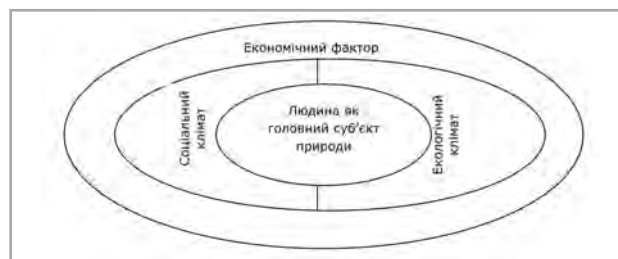 Економічний фактор
Соціальний
клімат
Людина як
головний суб'єкт
природи
Екологічний
клімат